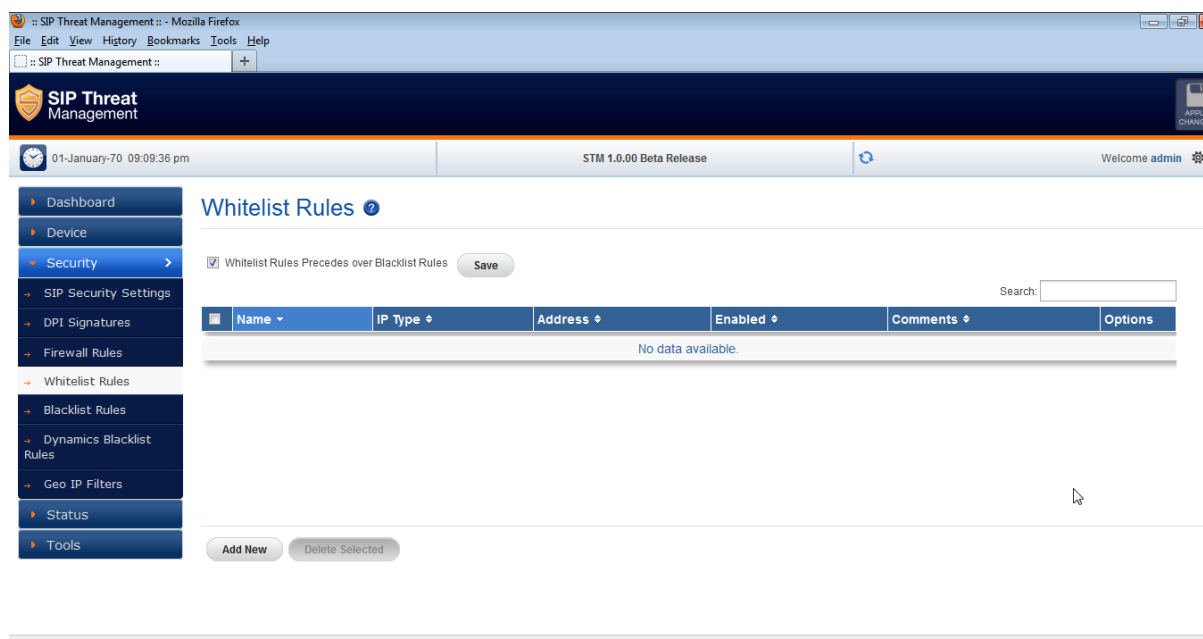 :: SIP Threat Management :: - Mozilla Firefox
File Edit View History Bookmarks Tools Help
:: SIP Threat Management :: +
SIP Threat
Management
01-January-70 09:09:36 pm
STM 1.0.00 Beta Release
Welcome admin
Dashboard
Device
Security
SIP Security Settings
DPI Signatures
Firewall Rules
Whitelist Rules
Blacklist Rules
Dynamics Blacklist
Rules
Geo IP Filters
Status
Tools
Whitelist Rules ?
Whitelist Rules Precedes over Blacklist Rules Save
Search:
Name IP Type Address Enabled Comments Options
No data available.
Add New Delete Selected